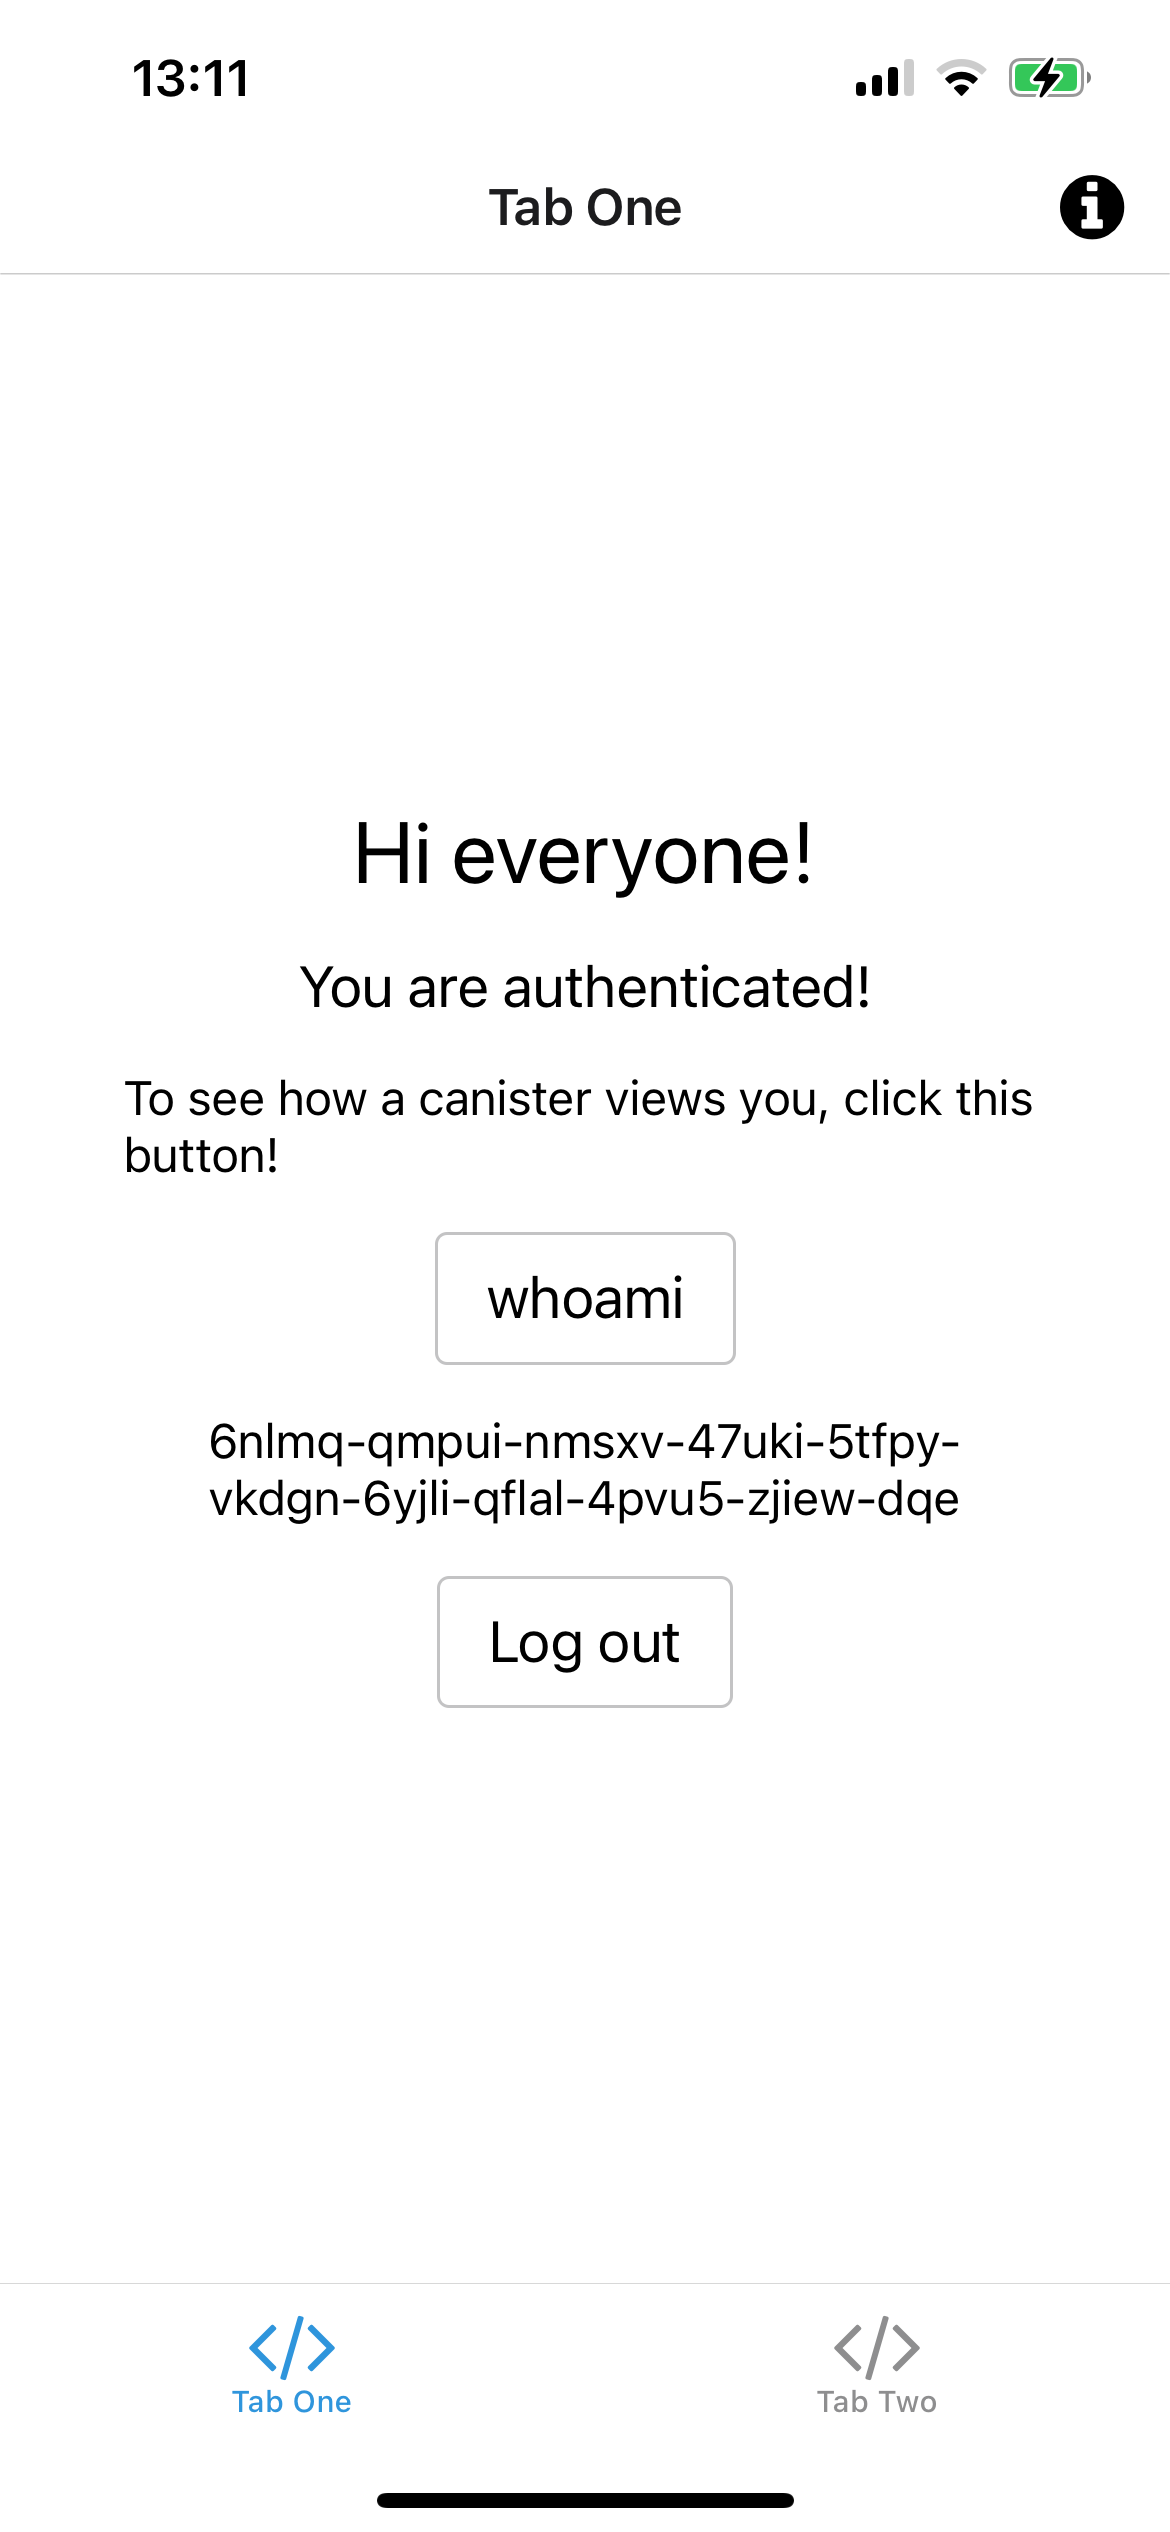 13:11
Tab One
Hi everyone!
You are authenticated!
To see how a canister views you, click this
button!
whoami
6nlmq-qmpui-nmsxv-47uki-5tfpy-
vkdgn-6yjli-qflal-4pvu5-zjiew-dqe
Log out
Tab One
Tab Two